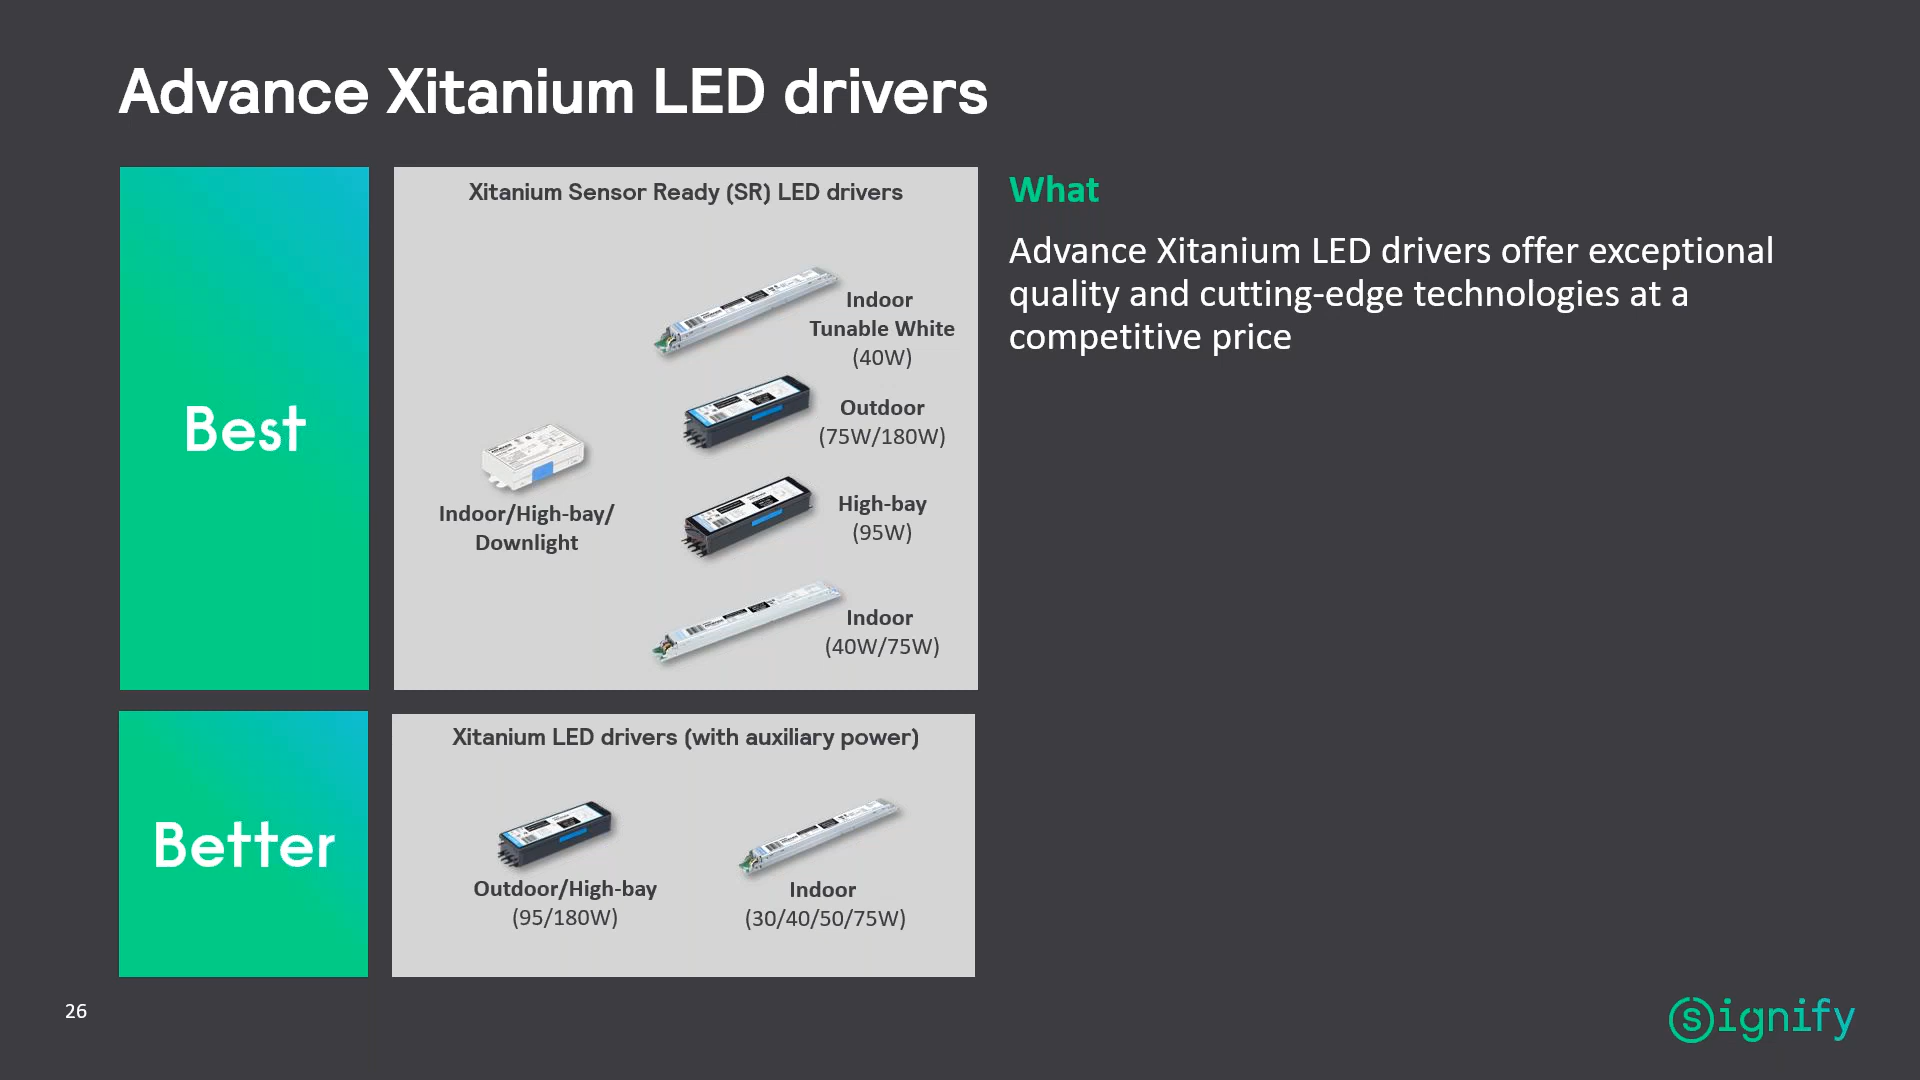 Advance Xitanium LED drivers
Best
Xitanium Sensor Ready (SR) LED drivers
Indoor
Tunable White
(40W)
Outdoor
(75W/180W)
Indoor/High-bay/
Downlight
High-bay
(95W)
Indoor
(40W/75W)
What
Advance Xitanium LED drivers offer exceptional
quality and cutting-edge technologies at a
competitive price
Better
Xitanium LED drivers (with auxiliary power)
Outdoor/High-bay
(95/180W)
Indoor
(30/40/50/75W)
26
Signify